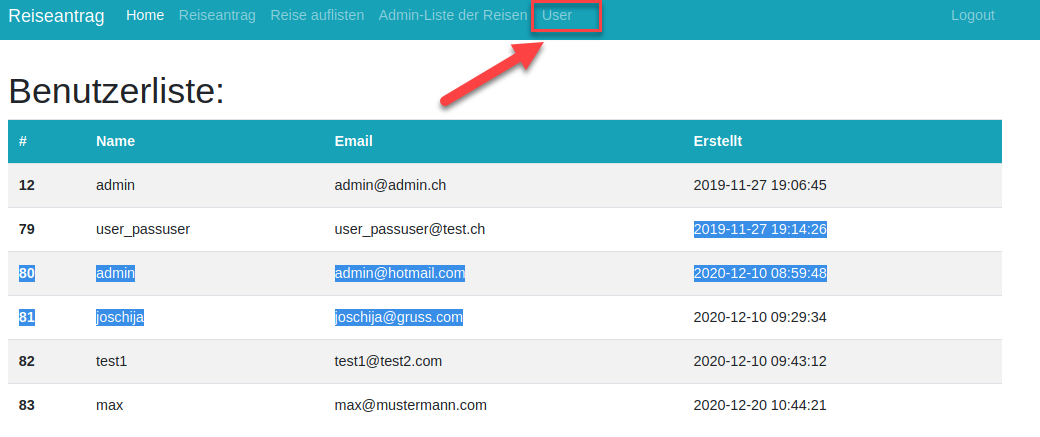 Reiseantrag Home Reiseantrag Reise auflisten Admin-Liste der Reisen User Logout
Benutzerliste:
# Name Email Erstellt
12 admin admin@admin.ch 2019-11-27 19:06:45
79 user_passuser user_passuser@test.ch 2019-11-27 19:14:26
80 admin admin@hotmail.com 2020-12-10 08:59:48
81 joschija joschija@gruss.com 2020-12-10 09:29:34
82 test1 test1@test2.com 2020-12-10 09:43:12
83 max max@mustermann.com 2020-12-20 10:44:21